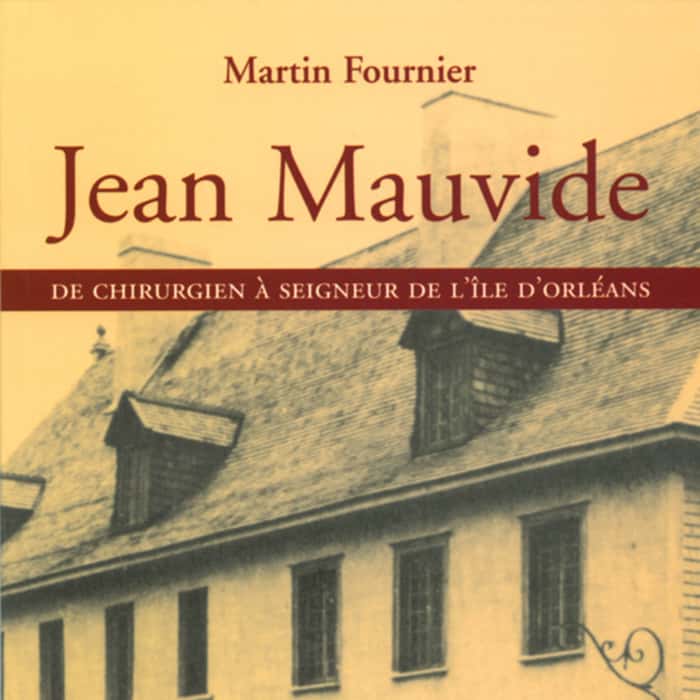 Martin Fournier
Jean Mauvide
DE CHIRURGIEN À SEIGNEUR DE L'ÎLE D'ORLÉANS